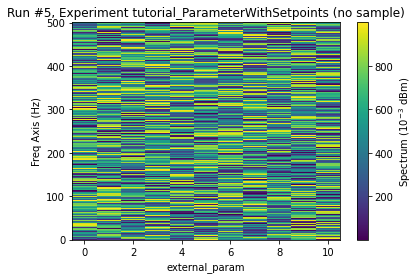 Run #5, Experiment tutorial_ParameterWithSetpoints (no sample)
500
400
300
200
100
0
Freq Axis (Hz)
0 2 4 6 8 10
external_param
800
600
400
200
Spectrum (10⁻³ dBm)